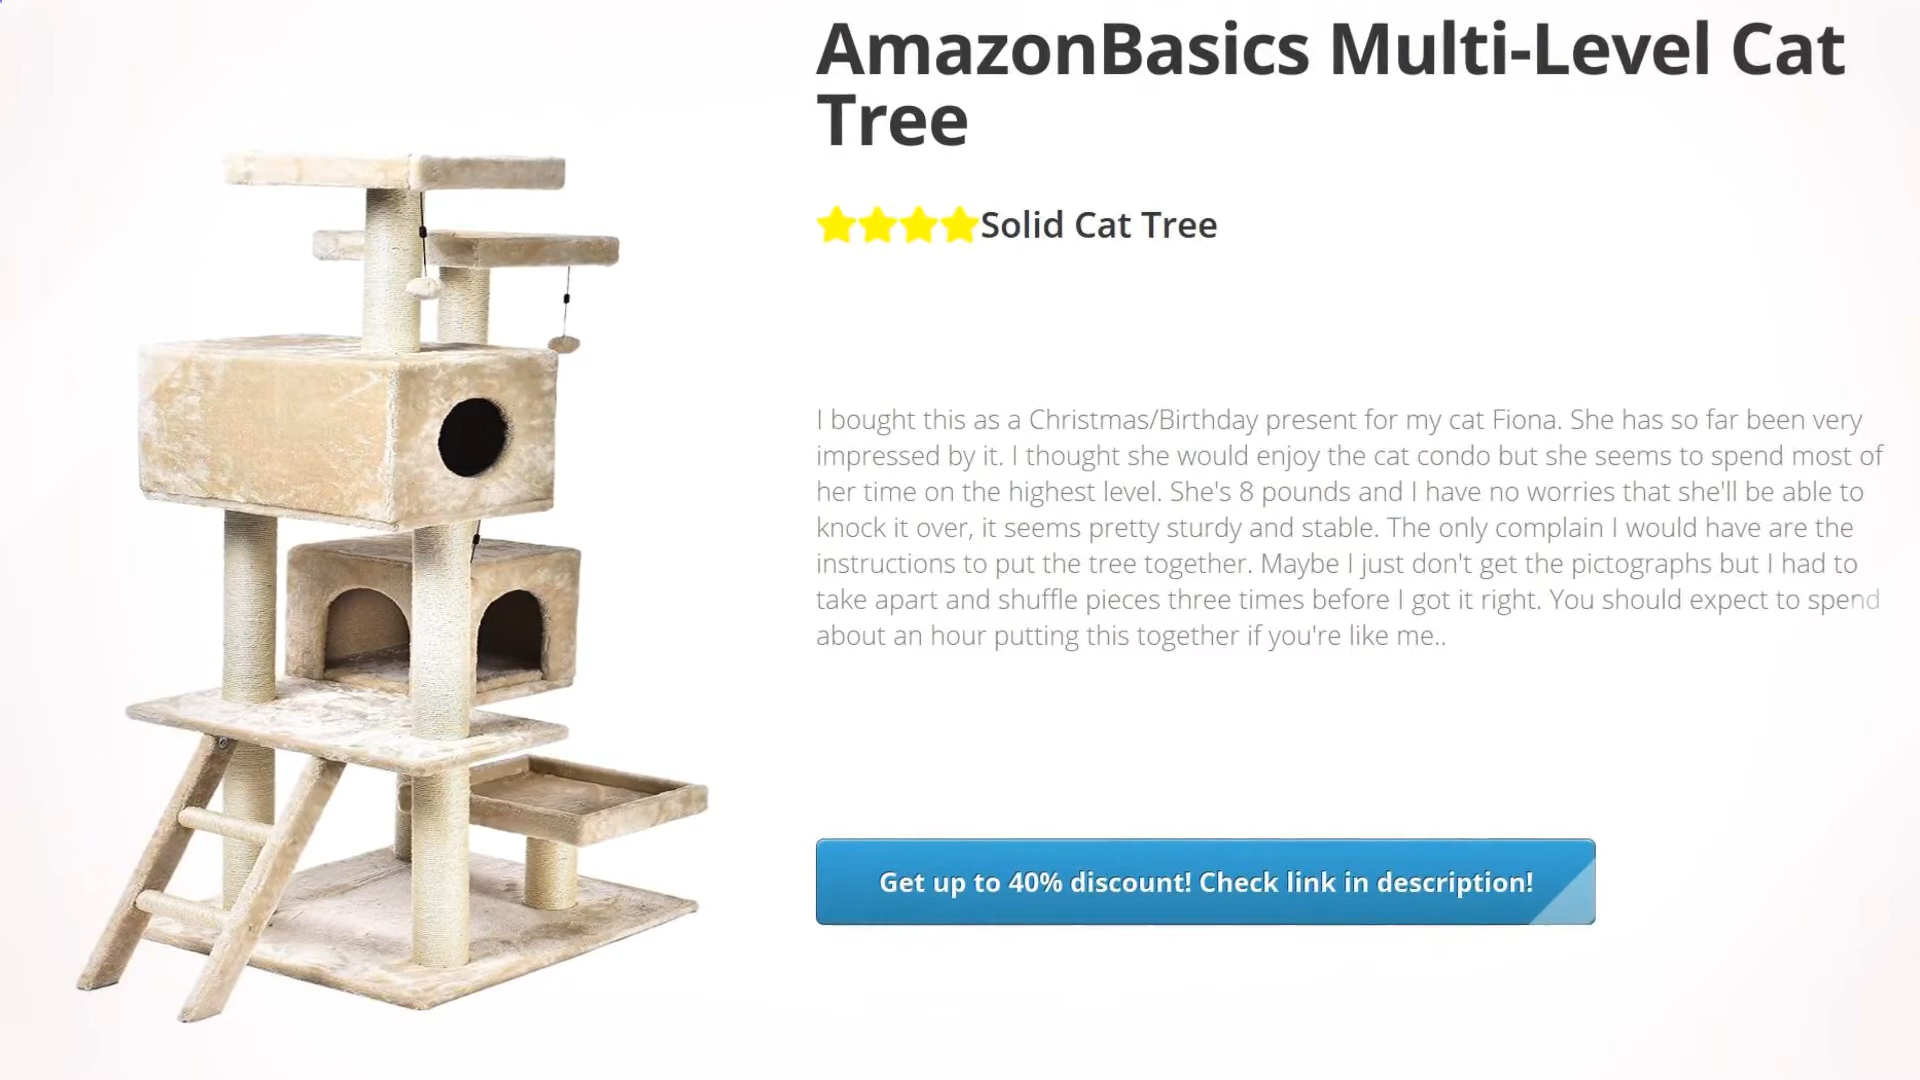 AmazonBasics Multi-Level Cat
Tree
Solid Cat Tree
I bought this as a Christmas/Birthday present for my cat Fiona. She has so far been very
impressed by it. I thought she would enjoy the cat condo but she seems to spend most of
her time on the highest level. She's 8 pounds and I have no worries that she'll be able to
knock it over, it seems pretty sturdy and stable. The only complain I would have are the
instructions to put the tree together. Maybe I just don't get the pictographs but I had to
take apart and shuffle pieces three times before I got it right. You should expect to spend
about an hour putting this together if you're like me..
Get up to 40% discount! Check link in description!